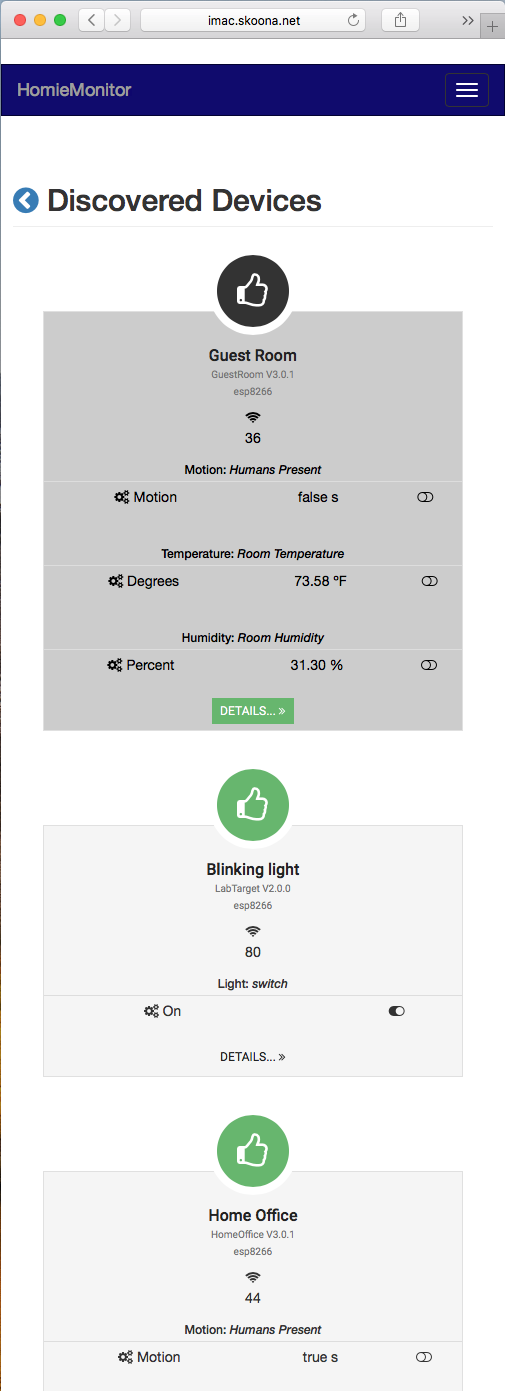 imac.skoona.net
HomieMonitor
Discovered Devices
Guest Room
GuestRoom V3.0.1
esp8266
36
Motion: Humans Present
Motion false s
Temperature: Room Temperature
Degrees 73.58 ºF
Humidity: Room Humidity
Percent 31.30 %
DETAILS... »
Blinking light
LabTarget V2.0.0
esp8266
80
Light: switch
On
DETAILS... »
Home Office
HomeOffice V3.0.1
esp8266
44
Motion: Humans Present
Motion true s